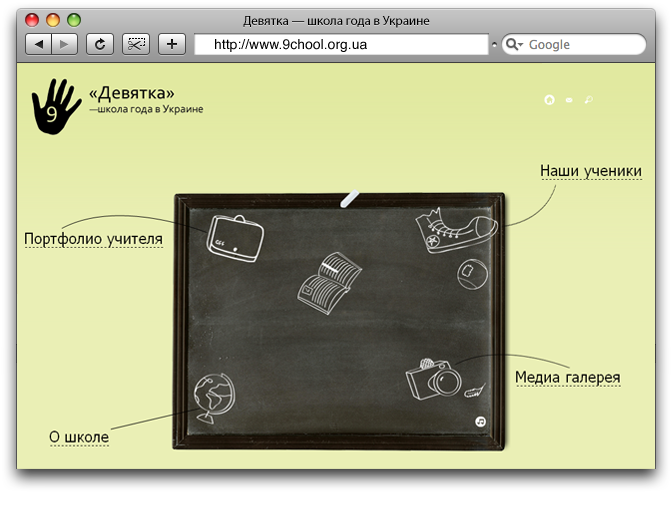 Девятка — школа года в Украине
http://www.9chool.org.ua
Google
9
«Девятка»
—школа года в Украине
Наши ученики
Портфолио учителя
Медиа галерея
О школе